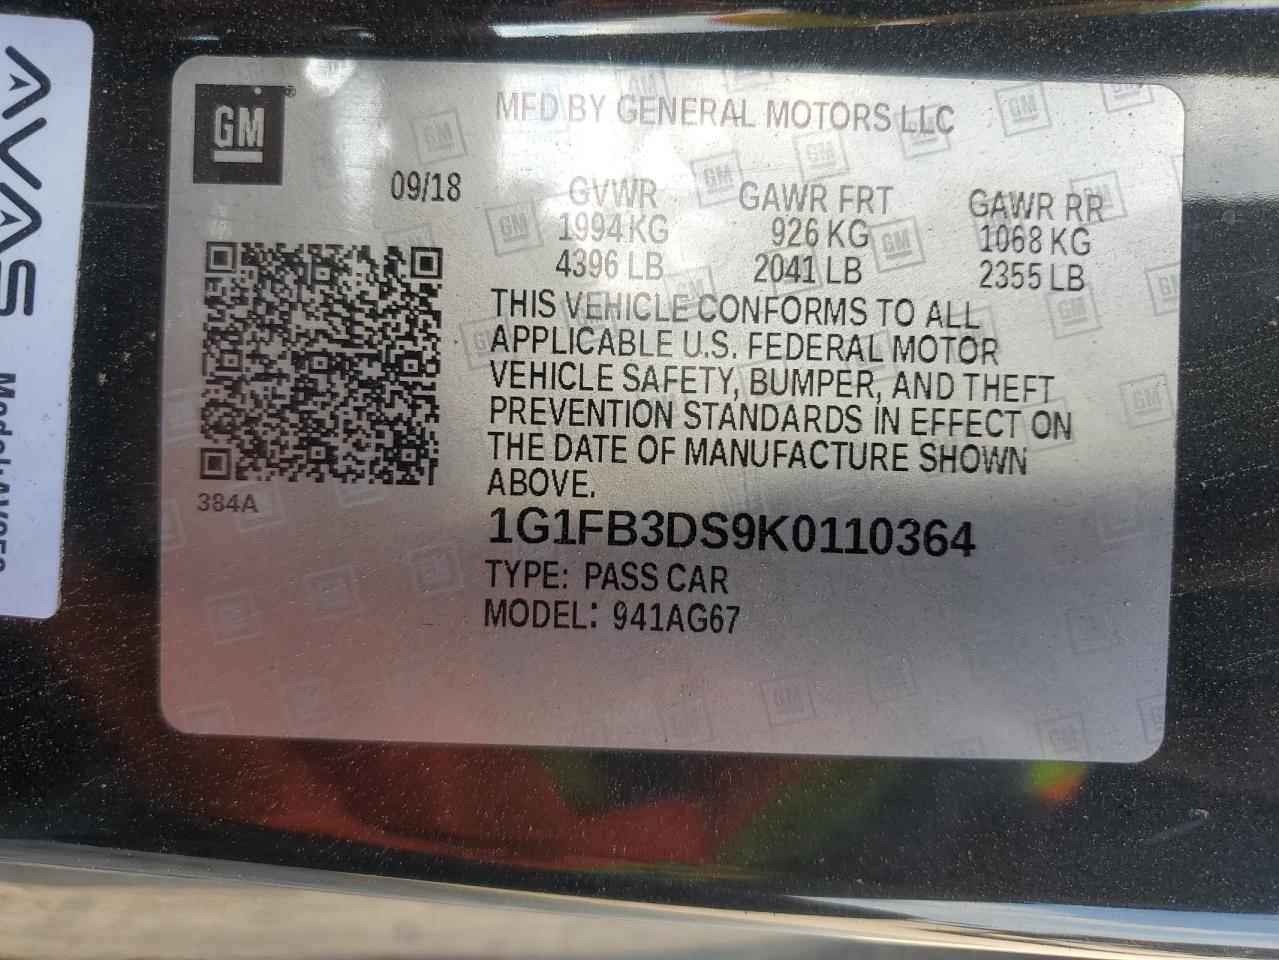 AVAS
GM
MFD BY GENERAL MOTORS LLC
09/18
GVWR GAWR FRT GAWR RR
1994 KG 926 KG 1068 KG
4396 LB 2041 LB 2355 LB
THIS VEHICLE CONFORMS TO ALL
APPLICABLE U.S. FEDERAL MOTOR
VEHICLE SAFETY, BUMPER, AND THEFT
PREVENTION STANDARDS IN EFFECT ON
THE DATE OF MANUFACTURE SHOWN
ABOVE.
384A
1G1FB3DS9K0110364
TYPE: PASS CAR
MODEL: 941AG67